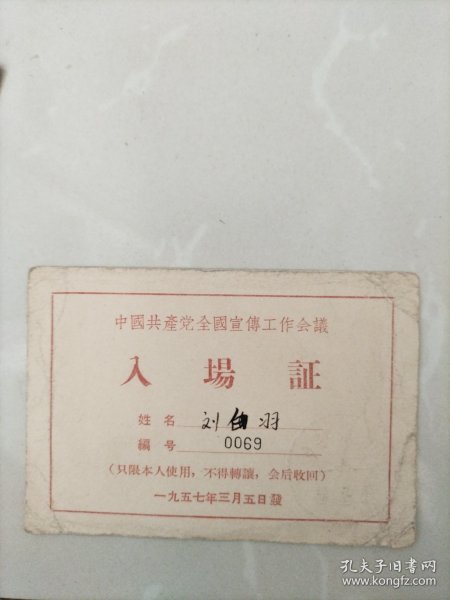 中國共產党全國宣傳工作会議
入場証
姓名 刘白羽
編号 0069
（只限本人使用，不得轉讓，会后收回）
一九五七年三月五日發
孔夫子旧书网
www.kongfz.com